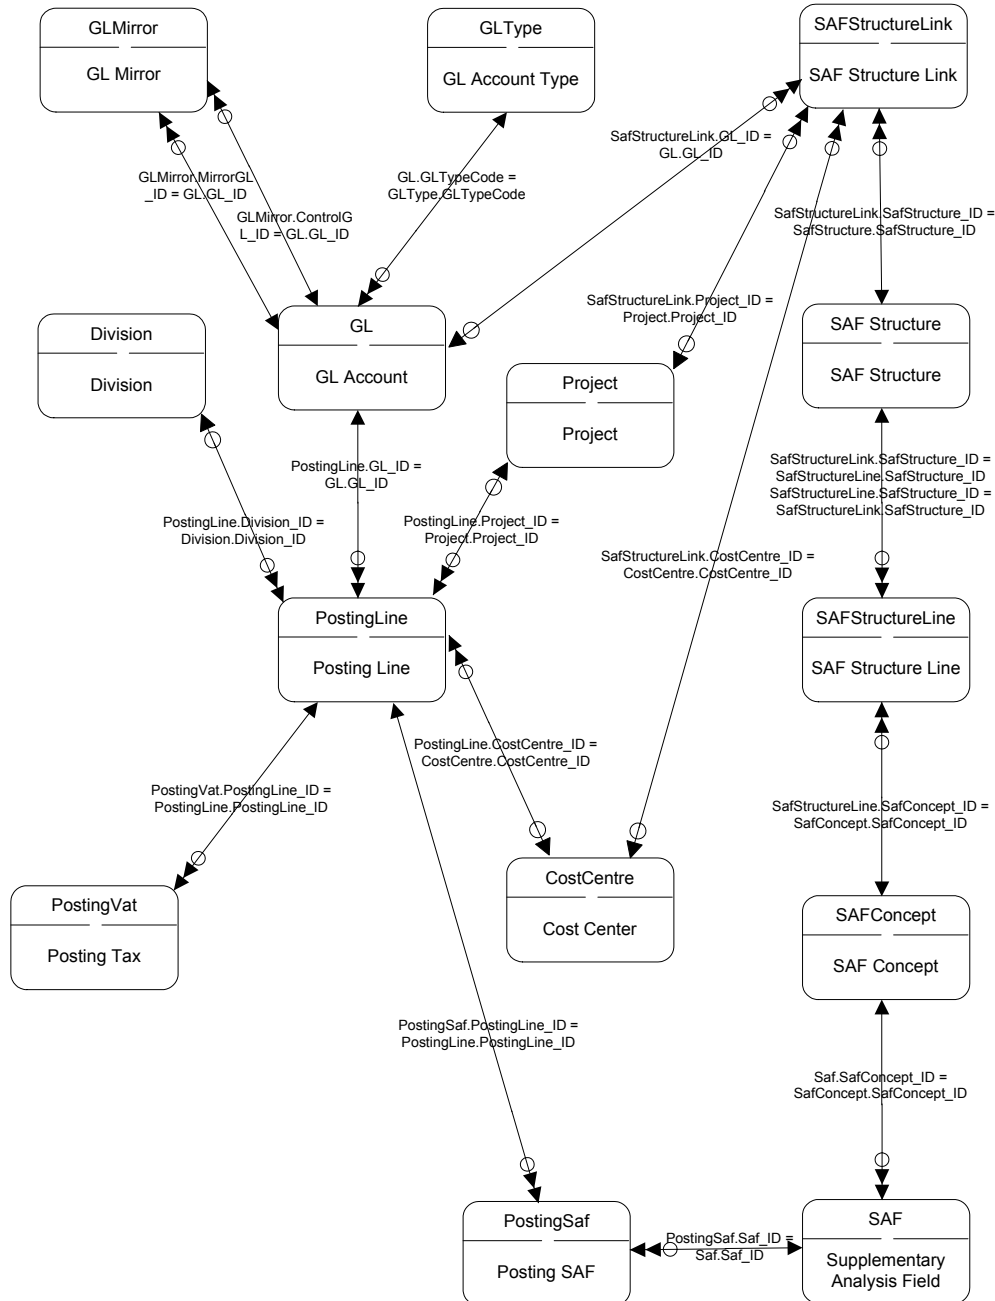 GLMirror
GL Mirror
GLType
GL Account Type
SAFStructureLink
SAF Structure Link
GLMirror.MirrorGL
_ID = GL.GL_ID
GLMirror.ControlG
L_ID = GL.GL_ID
GL.GLTypeCode =
GLType.GLTypeCode
SafStructureLink.GL_ID =
GL.GL_ID
SafStructureLink.SafStructure_ID =
SafStructure.SafStructure_ID
SafStructureLink.Project_ID =
Project.Project_ID
Division
Division
GL
GL Account
Project
Project
SAF Structure
SAF Structure
PostingLine.GL_ID =
GL.GL_ID
PostingLine.Division_ID =
Division.Division_ID
PostingLine.Project_ID =
Project.Project_ID
SafStructureLink.SafStructure_ID =
SafStructureLine.SafStructure_ID
SafStructureLine.SafStructure_ID =
SafStructureLink.SafStructure_ID
SafStructureLink.CostCentre_ID =
CostCentre.CostCentre_ID
PostingLine
Posting Line
SAFStructureLine
SAF Structure Line
PostingLine.CostCentre_ID =
CostCentre.CostCentre_ID
PostingVat.PostingLine_ID =
PostingLine.PostingLine_ID
SafStructureLine.SafConcept_ID =
SafConcept.SafConcept_ID
PostingVat
Posting Tax
CostCentre
Cost Center
SAFConcept
SAF Concept
PostingSaf.PostingLine_ID =
PostingLine.PostingLine_ID
Saf.SafConcept_ID =
SafConcept.SafConcept_ID
PostingSaf
Posting SAF
PostingSaf.Saf_ID =
Saf.Saf_ID
SAF
Supplementary
Analysis Field